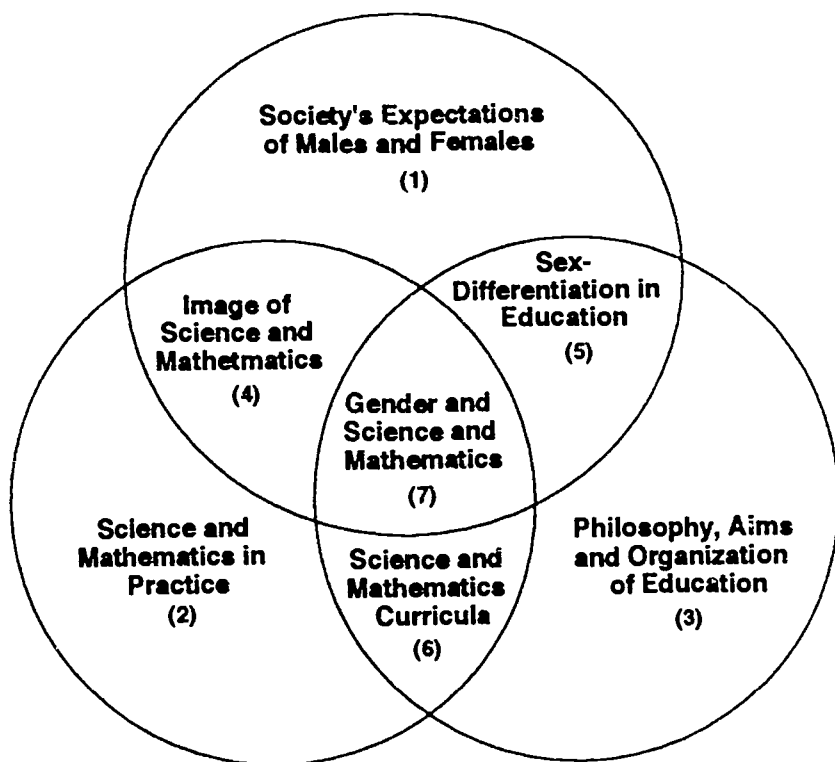 Society's Expectations
of Males and Females
(1)
Sex-
Differentiation in
Education
(5)
Image of
Science and
Mathetmatics
(4)
Gender and
Science and
Mathematics
(7)
Science and
Mathematics in
Practice
(2)
Philosophy, Aims
and Organization
of Education
(3)
Science and
Mathematics
Curricula
(6)